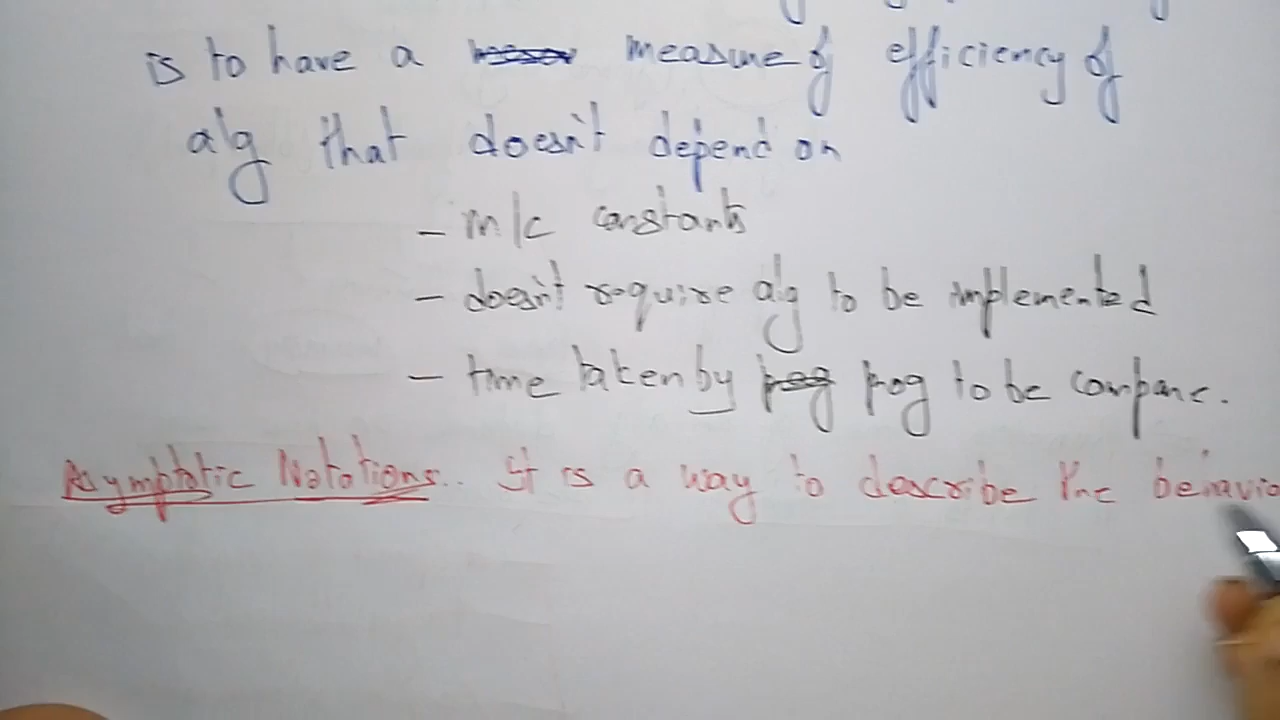 is to have a measure of efficiency of
alg that doesn't depend on
- m/c constants
- doesn't require alg to be implemented
- time taken by prog to be compare.
Asymptotic Notations.. It is a way to describe the behavio